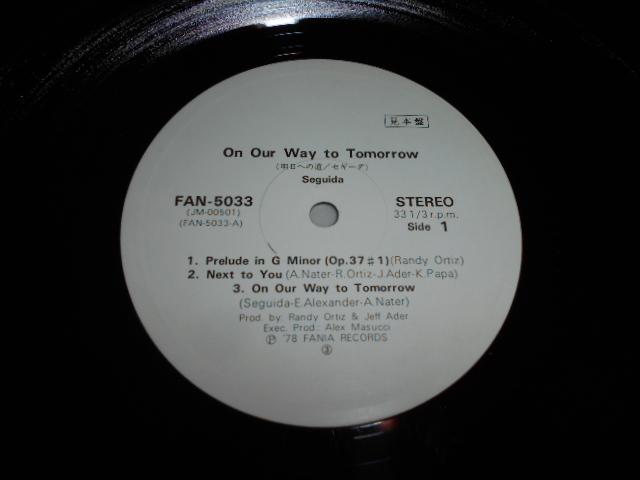 見本盤
On Our Way to Tomorrow
(明日への道/セギーダ)
Seguida
FAN-5033
(JM-00501)
(FAN-5033-A)
STEREO
33 1/3 r.p.m.
Side 1
1. Prelude in G Minor (Op.37♯1) (Randy Ortiz)
2. Next to You (A.Nater-R.Ortiz-J.Ader-K.Papa)
3. On Our Way to Tomorrow
(Seguida-E.Alexander-A.Nater)
Prod. by: Randy Ortiz & Jeff Ader
Exec. Prod.: Alex Masucci
Ⓟ '78 FANIA RECORDS
③